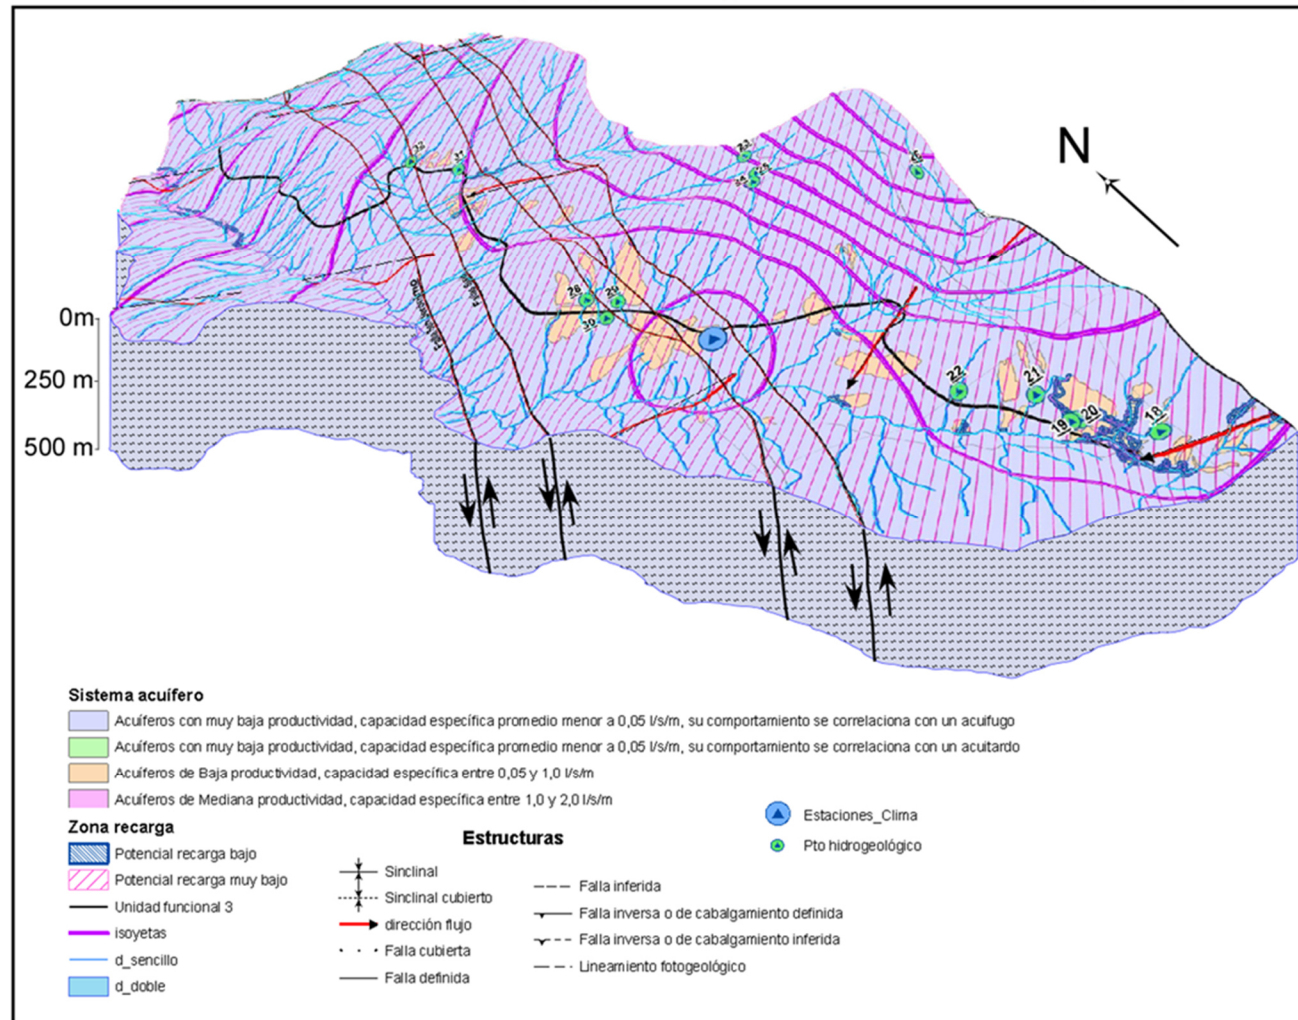 N
0m
250 m
500 m
22
21
20
19
18
Sistema acuífero
Acuíferos con muy baja productividad, capacidad específica promedio menor a 0,05 l/s/m, su comportamiento se correlaciona con un acuifugo
Acuíferos con muy baja productividad, capacidad específica promedio menor a 0,05 l/s/m, su comportamiento se correlaciona con un acuitardo
Acuíferos de Baja productividad, capacidad específica entre 0,05 y 1,0 l/s/m
Acuíferos de Mediana productividad, capacidad específica entre 1,0 y 2,0 l/s/m
Zona recarga
Potencial recarga bajo
Potencial recarga muy bajo
Unidad funcional 3
isoyetas
d_sencillo
d_doble
Estructuras
Sinclinal
Sinclinal cubierto
dirección flujo
Falla cubierta
Falla definida
Falla inferida
Falla inversa o de cabalgamiento definida
Falla inversa o de cabalgamiento inferida
Lineamiento fotogeológico
Estaciones_Clima
Pto hidrogeológico